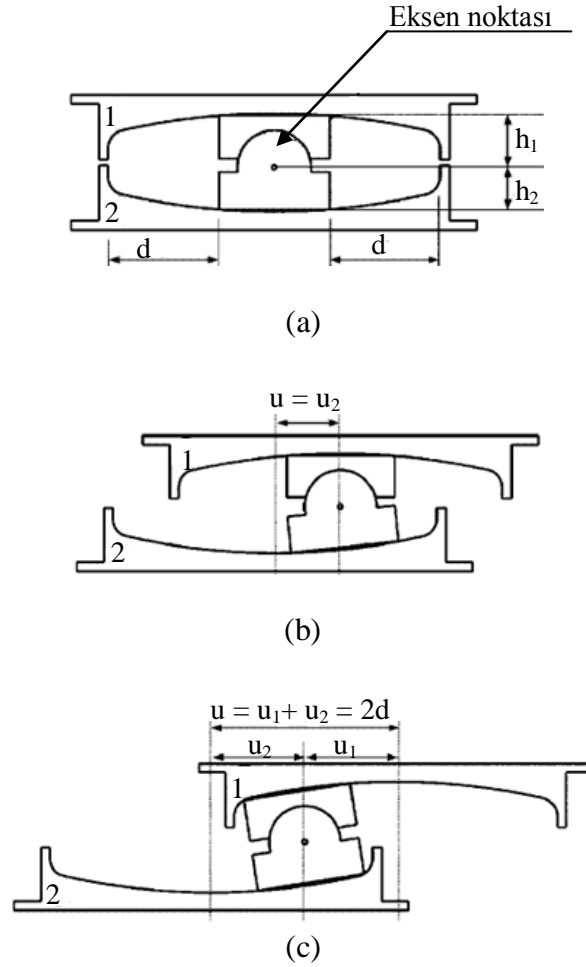 Eksen noktası
1
h₁
h₂
2
d
d
(a)
u = u₂
1
2
(b)
u = u₁+ u₂ = 2d
u₂
u₁
1
2
(c)